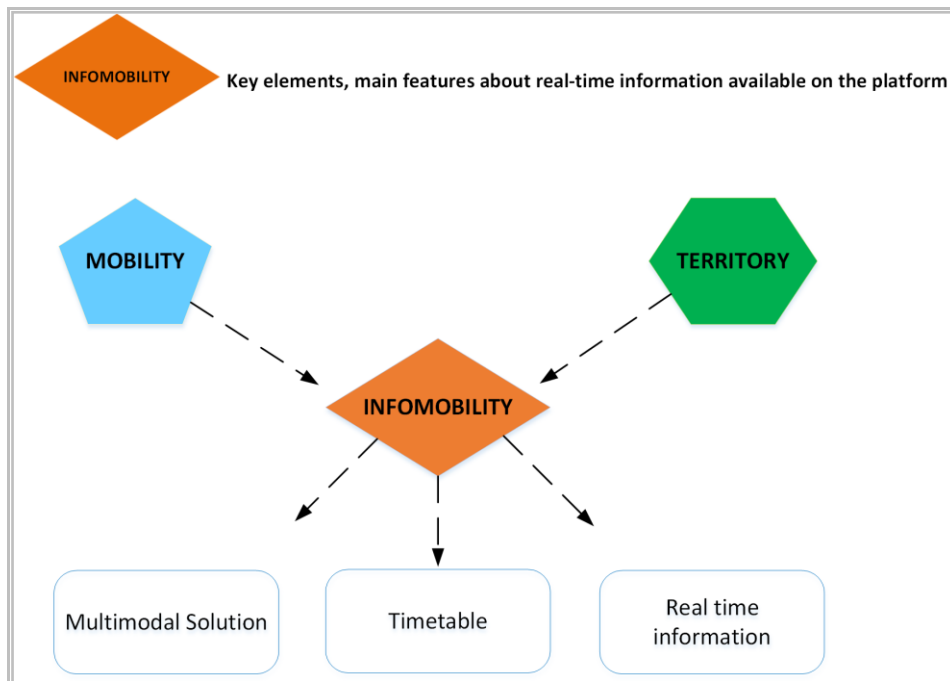 INFOMOBILITY
Key elements, main features about real-time information available on the platform
MOBILITY
TERRITORY
INFOMOBILITY
Multimodal Solution
Timetable
Real time
information